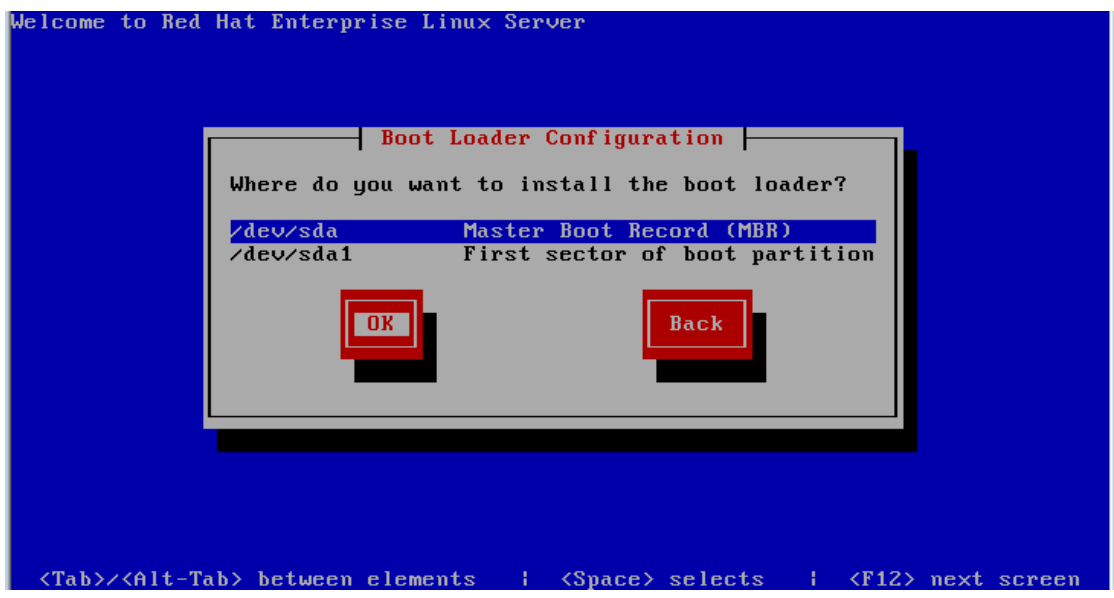 Welcome to Red Hat Enterprise Linux Server
Boot Loader Configuration
Where do you want to install the boot loader?
/dev/sda Master Boot Record (MBR)
/dev/sda1 First sector of boot partition
OK Back
<Tab>/<Alt-Tab> between elements | <Space> selects | <F12> next screen